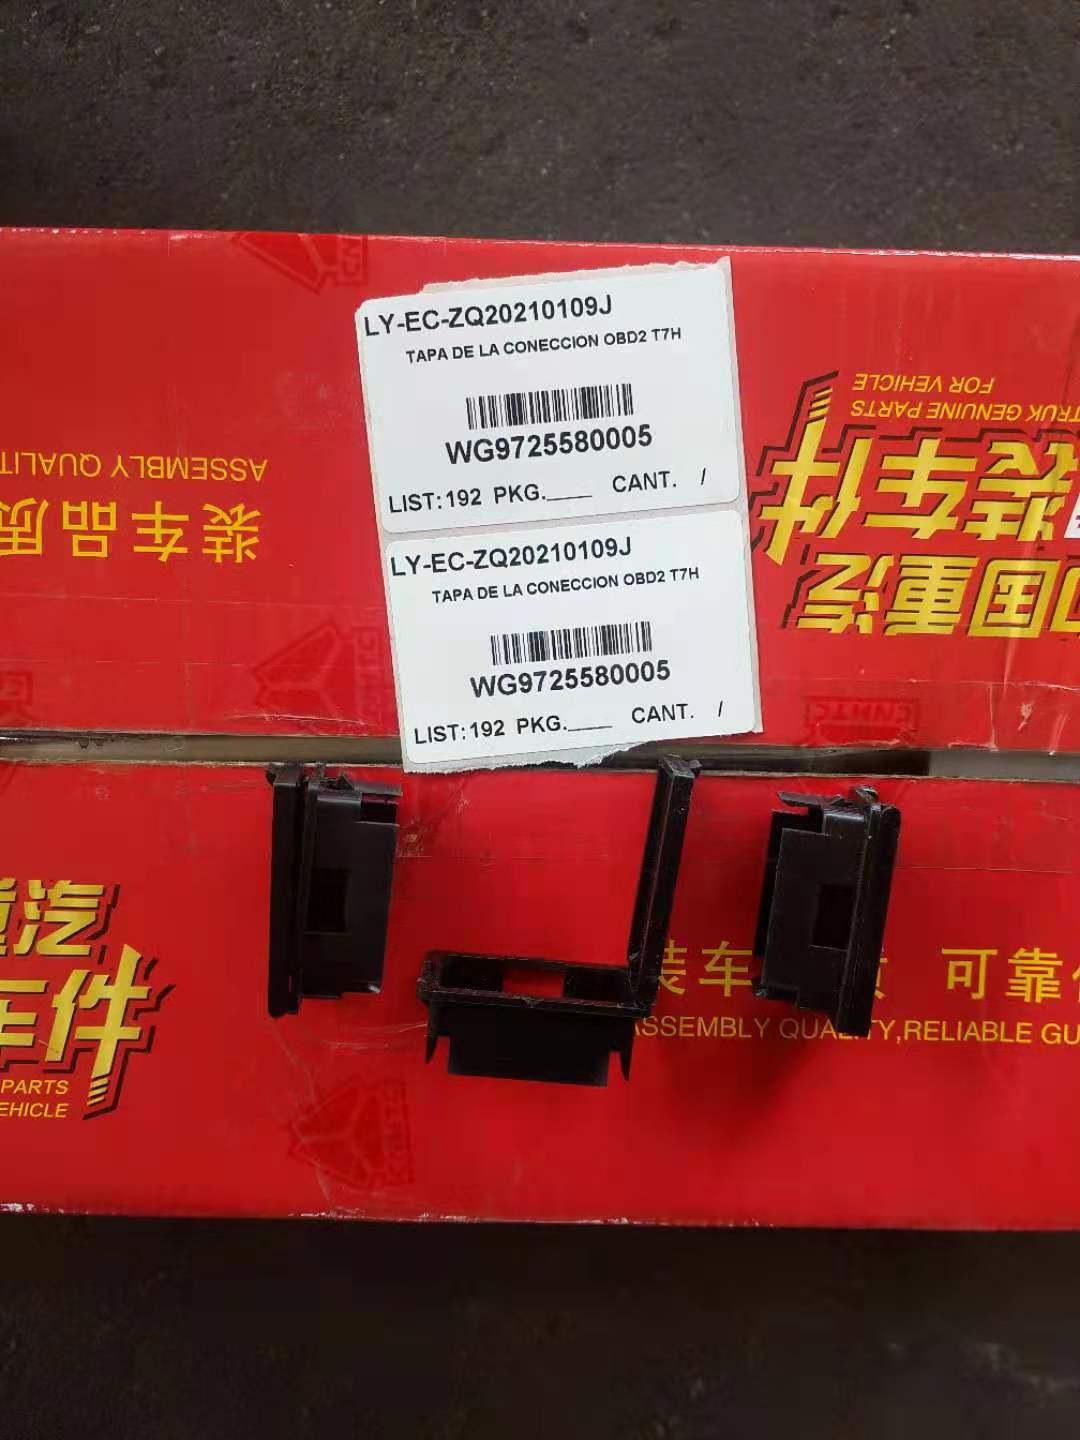 LY-EC-ZQ20210109J
TAPA DE LA CONECCION OBD2 T7H
WG9725580005
LIST: 192 PKG.____ CANT. /
LY-EC-ZQ20210109J
TAPA DE LA CONECCION OBD2 T7H
WG9725580005
LIST: 192 PKG.____ CANT. /
FOR VEHICLE
TRUK GENUINE PARTS
装车件
国重汽
ASSEMBLY QUALIT
装车品质
CNHTC
重汽
车件
PARTS
EHICLE
装车 可靠
ASSEMBLY QUALITY,RELIABLE GU
CNHTC